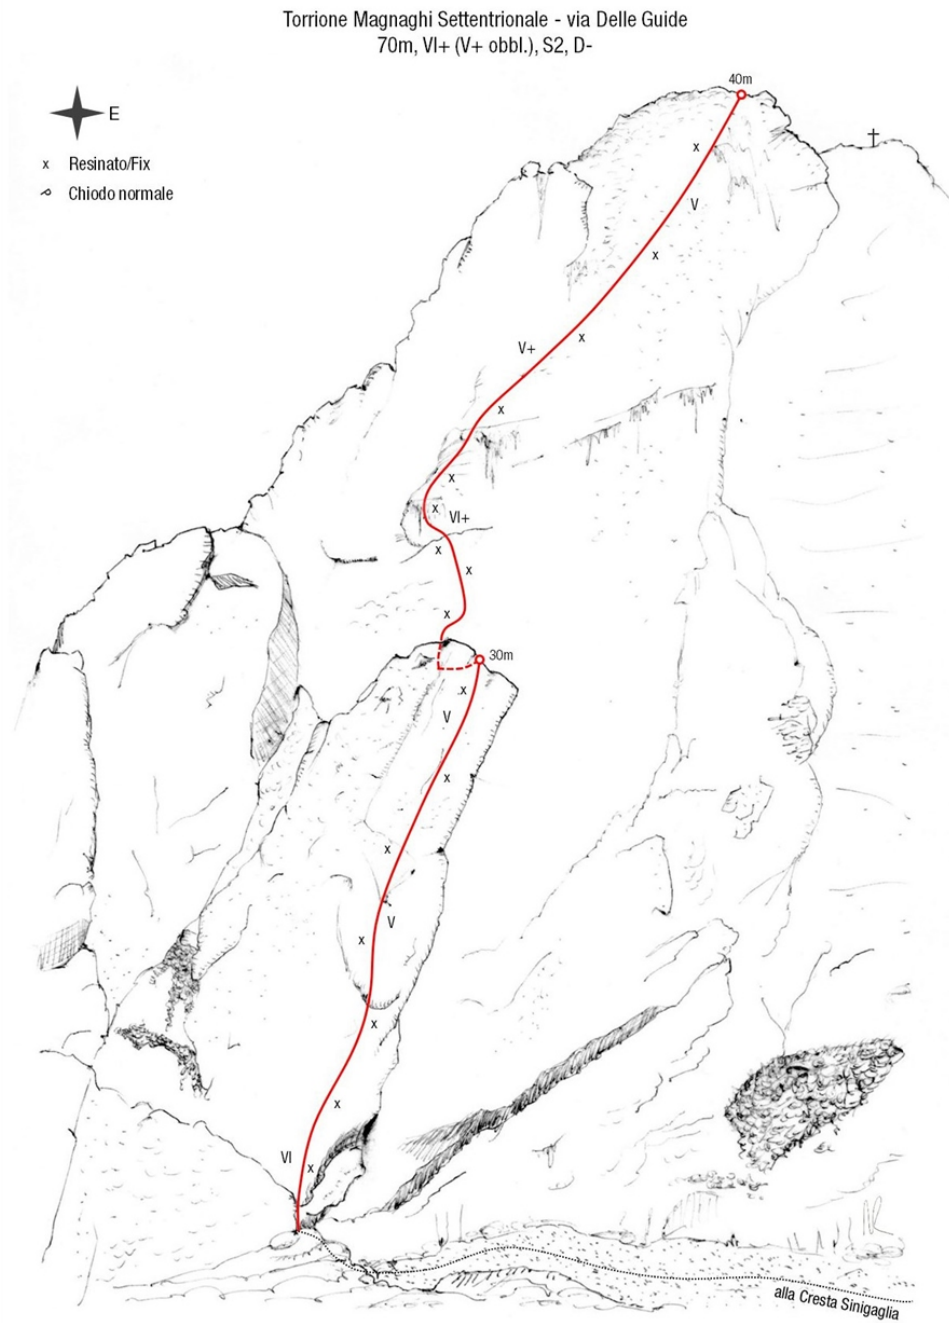 Torrione Magnaghi Settentrionale - via Delle Guide
70m, VI+ (V+ obbl.), S2, D-
40m
E
x Resinato/Fix
Chiodo normale
x
V
x
x
V+
x
x
x
VI+
x
x
x
30m
x
V
x
x
V
x
x
x
VI
x
alla Cresta Sinigaglia